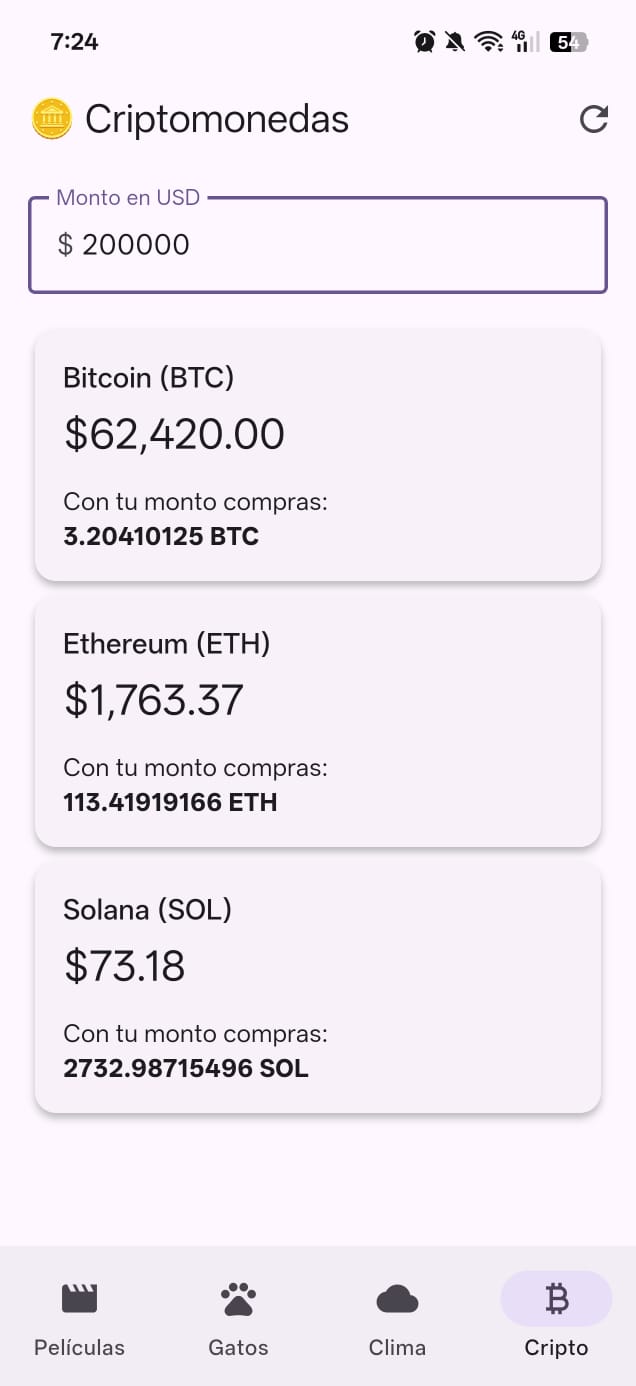 7:24
4G
54
Criptomonedas
Monto en USD
$ 200000
Bitcoin (BTC)
$62,420.00
Con tu monto compras:
3.20410125 BTC
Ethereum (ETH)
$1,763.37
Con tu monto compras:
113.41919166 ETH
Solana (SOL)
$73.18
Con tu monto compras:
2732.98715496 SOL
Películas
Gatos
Clima
Cripto